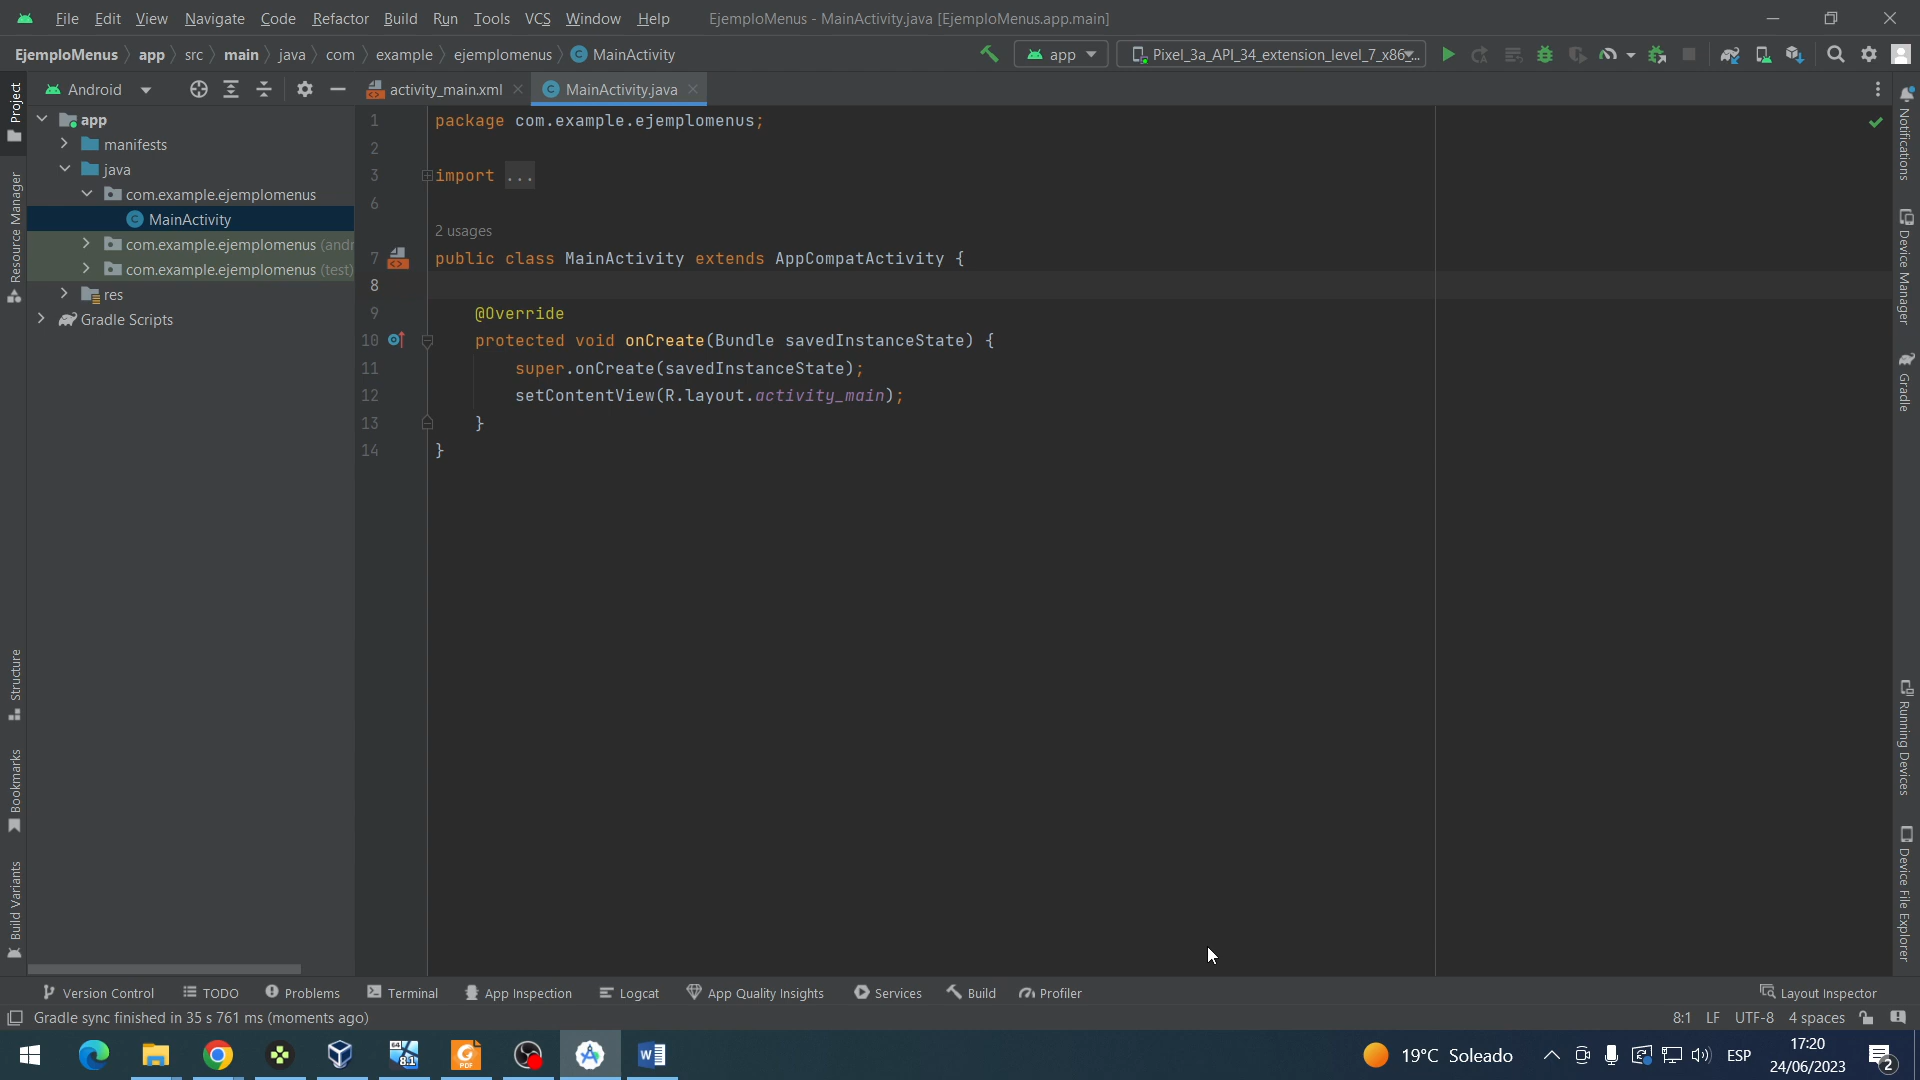 File Edit View Navigate Code Refactor Build Run Tools VCS Window Help EjemploMenus - MainActivity.java [EjemploMenus.app.main]
EjemploMenus app src main java com example ejemplomenus MainActivity app Pixel_3a_API_34_extension_level_7_x86...
Android activity_main.xml MainActivity.java
Project
Resource Manager
Structure
Bookmarks
Build Variants
app
manifests
java
com.example.ejemplomenus
MainActivity
com.example.ejemplomenus (andr
com.example.ejemplomenus (test)
res
Gradle Scripts
1 package com.example.ejemplomenus;
2
3 import ...
6
2 usages
7 public class MainActivity extends AppCompatActivity {
8
9 @Override
10 protected void onCreate(Bundle savedInstanceState) {
11 super.onCreate(savedInstanceState);
12 setContentView(R.layout.activity_main);
13 }
14 }
Notifications
Device Manager
Gradle
Running Devices
Device File Explorer
Version Control TODO Problems Terminal App Inspection Logcat App Quality Insights Services Build Profiler Layout Inspector
Gradle sync finished in 35 s 761 ms (moments ago) 8:1 LF UTF-8 4 spaces
64 8.1 PDF W 19°C Soleado ESP 17:20
24/06/2023 2